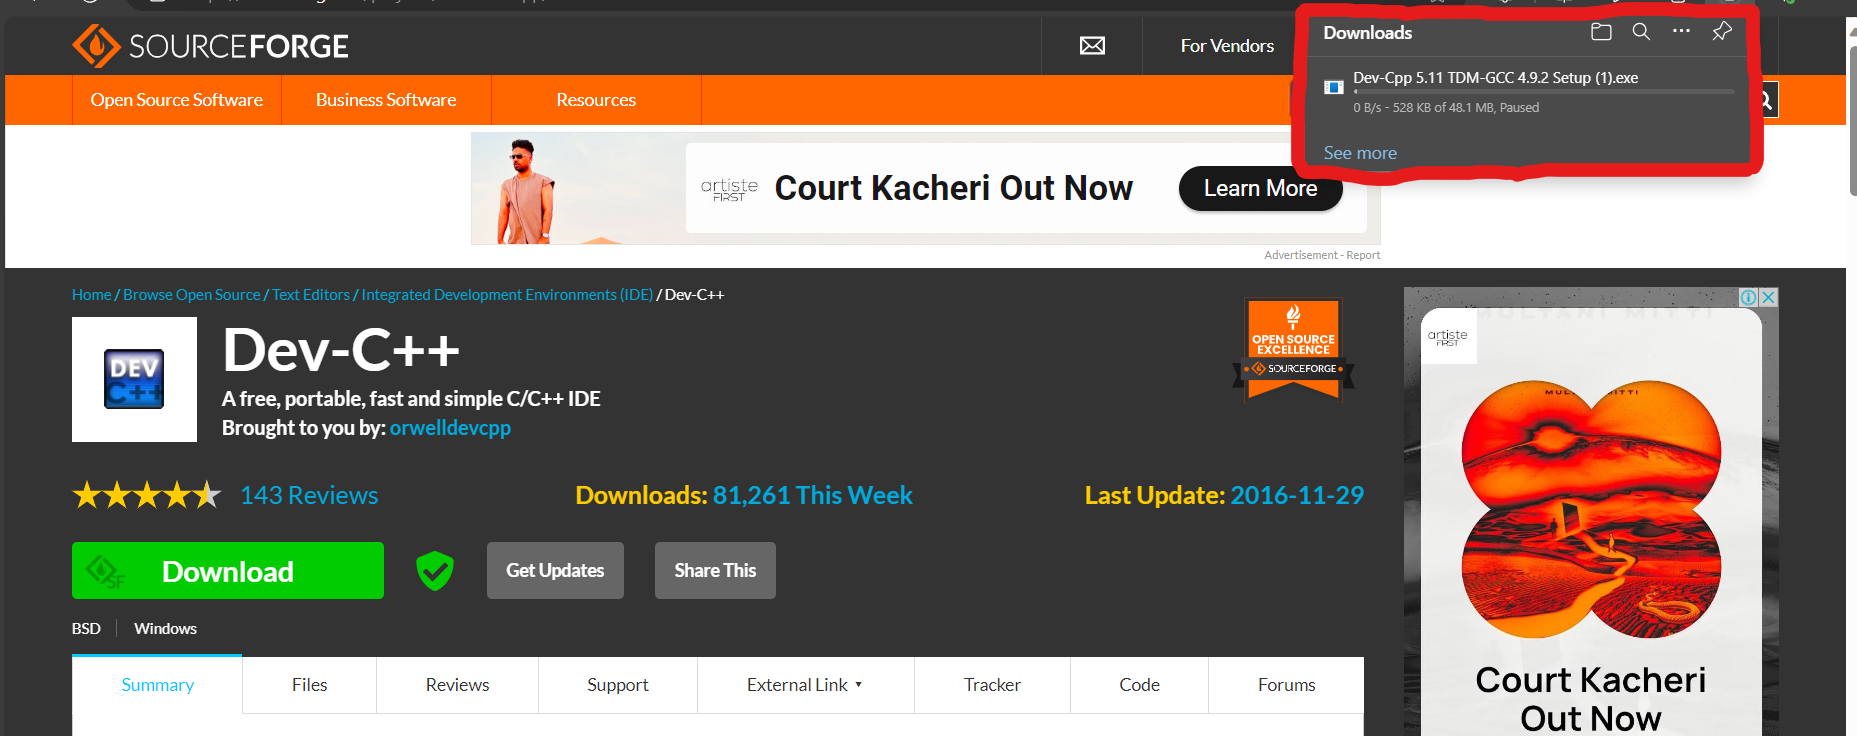 SOURCEFORGE
For Vendors
Downloads
Dev-Cpp 5.11 TDM-GCC 4.9.2 Setup (1).exe
0 B/s - 528 KB of 48.1 MB, Paused
See more
Open Source Software
Business Software
Resources
artiste
FIRST
Court Kacheri Out Now
Learn More
Advertisement - Report
Home / Browse Open Source / Text Editors / Integrated Development Environments (IDE) / Dev-C++
DEV
C++
Dev-C++
A free, portable, fast and simple C/C++ IDE
Brought to you by: orwelldevcpp
OPEN SOURCE
EXCELLENCE
SOURCEFORGE
143 Reviews
Downloads: 81,261 This Week
Last Update: 2016-11-29
SF
Download
Get Updates
Share This
BSD
Windows
Summary
Files
Reviews
Support
External Link
Tracker
Code
Forums
MULTANI MITTI
artiste
FIRST
Court Kacheri
Out Now